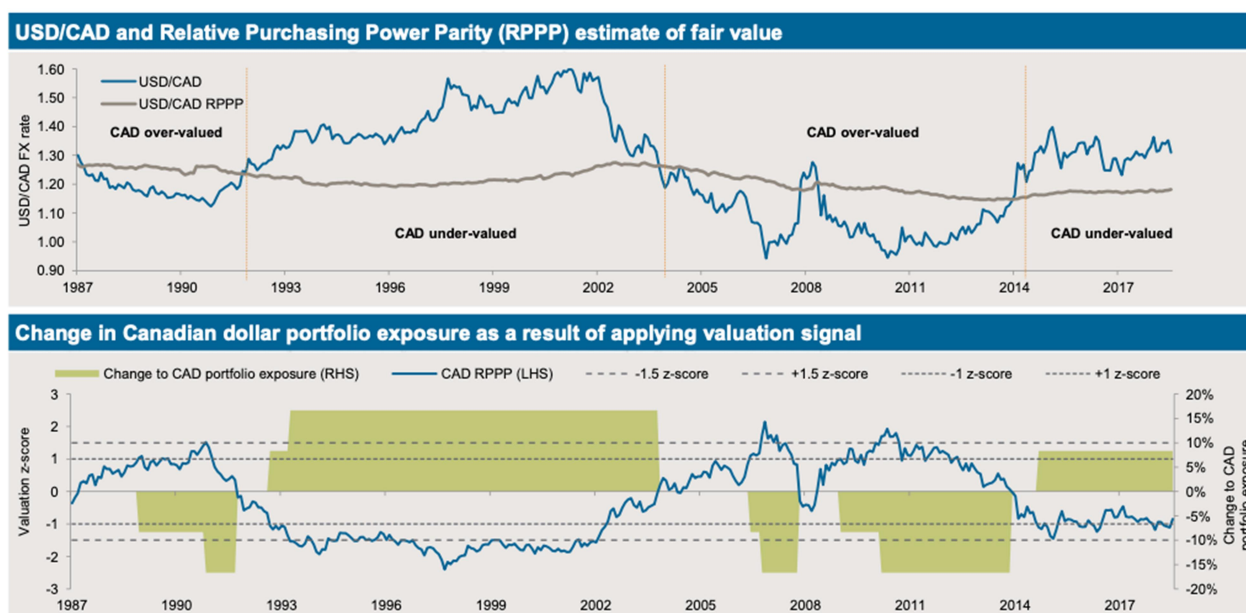 USD/CAD and Relative Purchasing Power Parity (RPPP) estimate of fair value
USD/CAD FX rate
1.60
1.50
1.40
1.30
1.20
1.10
1.00
0.90
USD/CAD
USD/CAD RPPP
CAD over-valued
CAD under-valued
CAD over-valued
CAD under-valued
1987 1990 1993 1996 1999 2002 2005 2008 2011 2014 2017
Change in Canadian dollar portfolio exposure as a result of applying valuation signal
Change to CAD portfolio exposure (RHS) CAD RPPP (LHS) -1.5 z-score +1.5 z-score -1 z-score +1 z-score
Valuation z-score
3
2
1
0
-1
-2
-3
20%
15%
10%
5%
0%
-5%
-10%
-15%
-20%
Change to CAD
portfolio exposure
1987 1990 1993 1996 1999 2002 2005 2008 2011 2014 2017